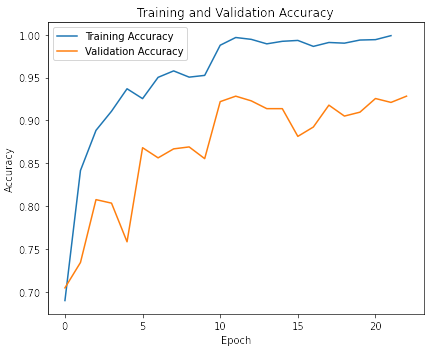 Training and Validation Accuracy
Training Accuracy
Validation Accuracy
1.00
0.95
0.90
0.85
0.80
0.75
0.70
Accuracy
0 5 10 15 20
Epoch